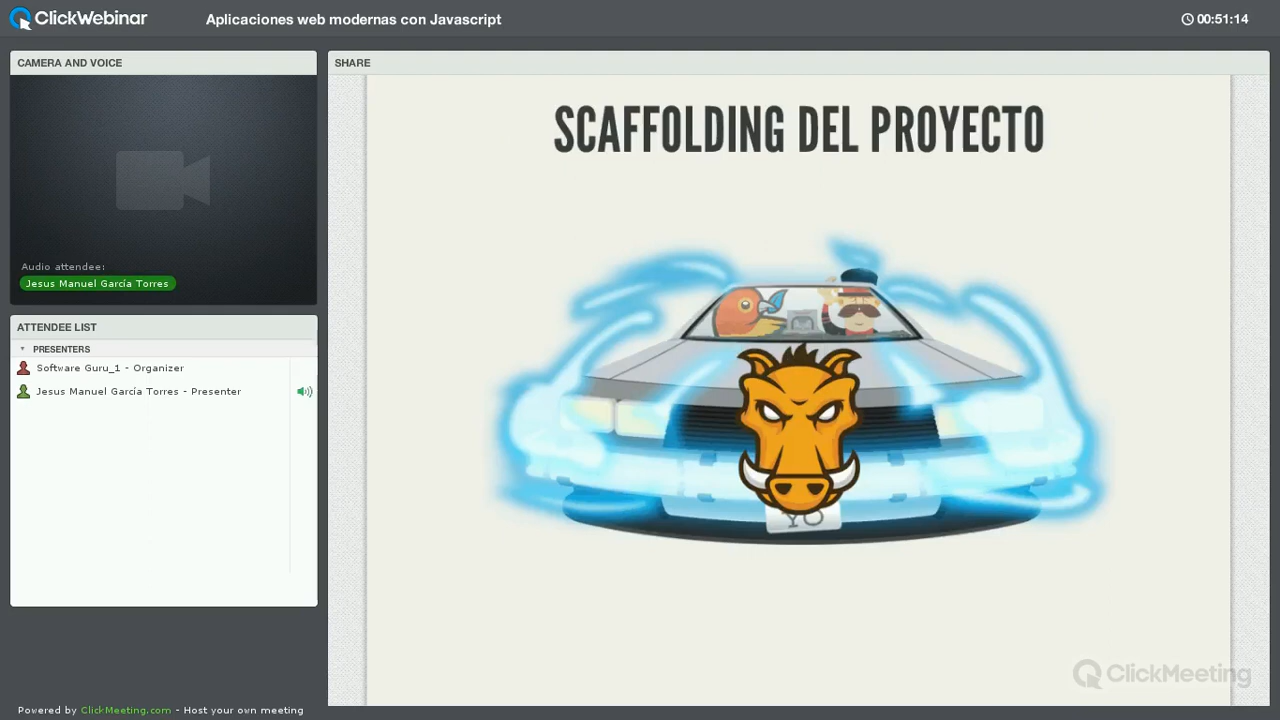 ClickWebinar
Aplicaciones web modernas con Javascript
00:51:14
CAMERA AND VOICE
Audio attendee:
Jesus Manuel García Torres
ATTENDEE LIST
PRESENTERS
Software Guru_1 - Organizer
Jesus Manuel García Torres - Presenter
Powered by ClickMeeting.com - Host your own meeting
SHARE
SCAFFOLDING DEL PROYECTO
YO
ClickMeeting